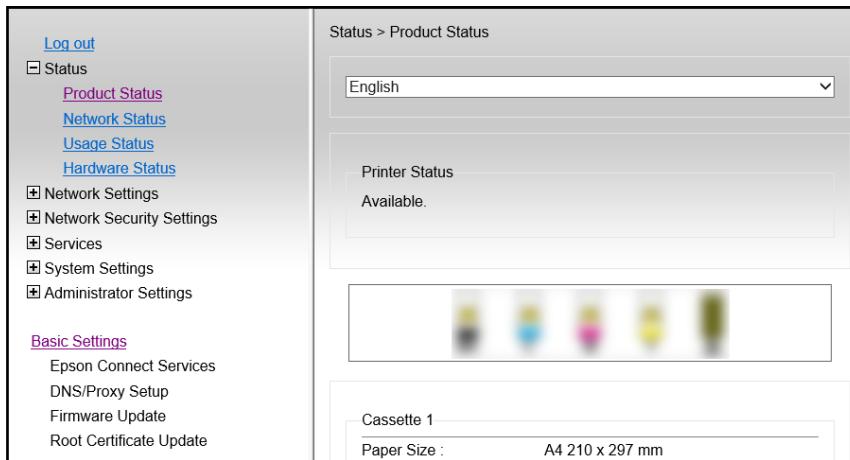 Log out
Status
Product Status
Network Status
Usage Status
Hardware Status
Network Settings
Network Security Settings
Services
System Settings
Administrator Settings
Basic Settings
Epson Connect Services
DNS/Proxy Setup
Firmware Update
Root Certificate Update
Status > Product Status
English
Printer Status
Available.
Cassette 1
Paper Size : A4 210 x 297 mm